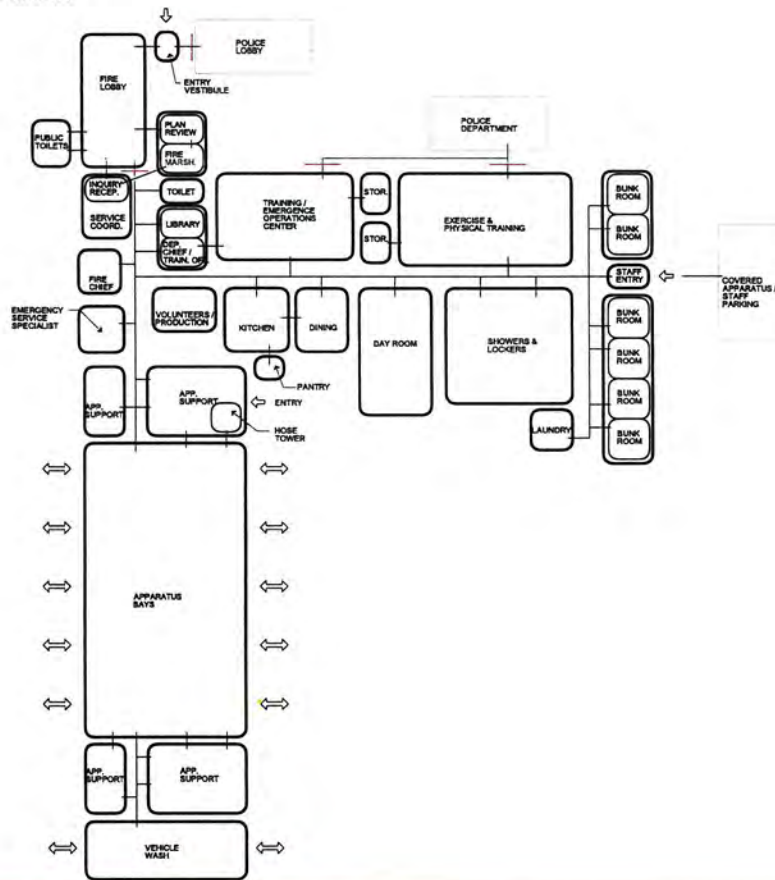 POLICE
LOBBY
FIRE
LOBBY
ENTRY
VESTIBULE
PUBLIC
TOILETS
PLAN
REVIEW
FIRE
MARSH.
POLICE
DEPARTMENT
INQUIRY
RECEP.
SERVICE
COORD.
TOILET
LIBRARY
DEP.
CHIEF /
TRAIN. OF.
TRAINING /
EMERGENCE
OPERATIONS
CENTER
STOR.
STOR.
EXERCISE &
PHYSICAL TRAINING
BUNK
ROOM
BUNK
ROOM
FIRE
CHIEF
STAFF
ENTRY
COVERED
APPARATUS /
STAFF
PARKING
EMERGENCY
SERVICE
SPECIALIST
VOLUNTEERS /
PRODUCTION
KITCHEN
DINING
DAY ROOM
SHOWERS &
LOCKERS
BUNK
ROOM
BUNK
ROOM
BUNK
ROOM
BUNK
ROOM
PANTRY
APP.
SUPPORT
APP.
SUPPORT
ENTRY
HOSE
TOWER
LAUNDRY
APPARATUS
BAYS
APP.
SUPPORT
APP.
SUPPORT
VEHICLE
WASH